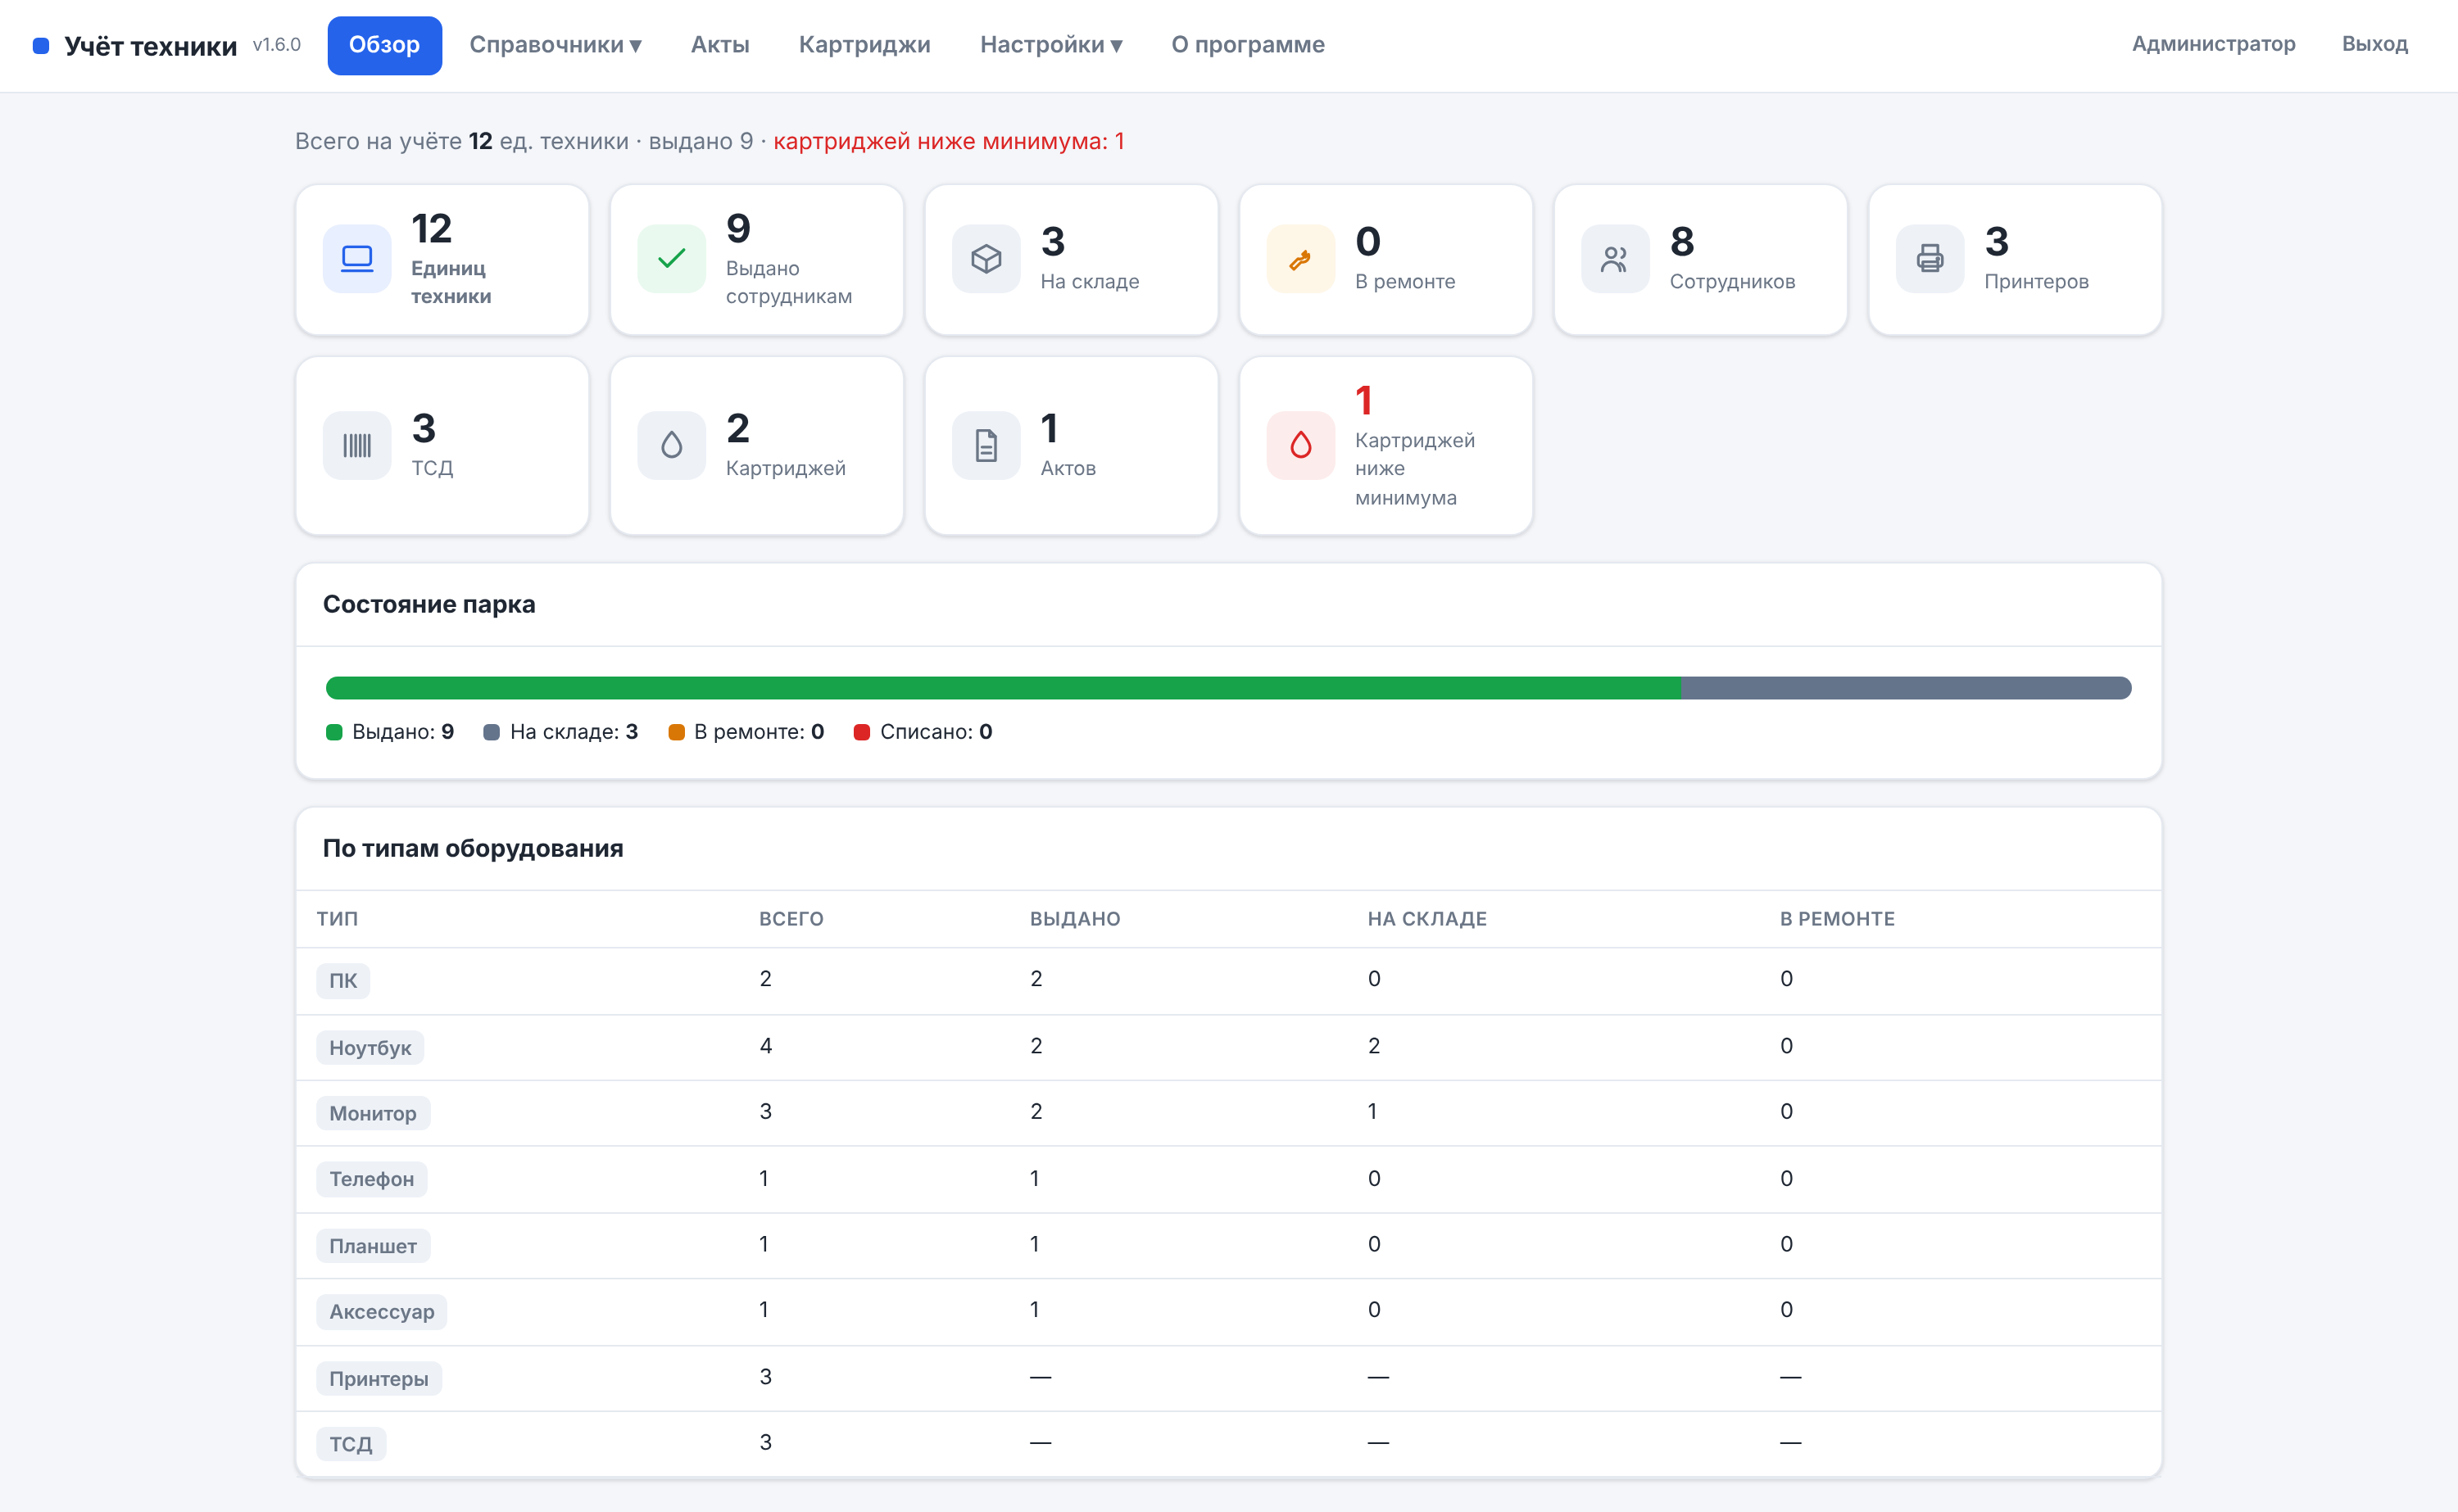 Учёт техники v1.6.0 Обзор Справочники ▾ Акты Картриджи Настройки ▾ О программе Администратор Выход
Всего на учёте 12 ед. техники · выдано 9 · картриджей ниже минимума: 1
12
Единиц
техники
9
Выдано
сотрудникам
3
На складе
0
В ремонте
8
Сотрудников
3
Принтеров
3
ТСД
2
Картриджей
1
Актов
1
Картриджей
ниже
минимума
Состояние парка
Выдано: 9 На складе: 3 В ремонте: 0 Списано: 0
По типам оборудования
ТИП ВСЕГО ВЫДАНО НА СКЛАДЕ В РЕМОНТЕ
ПК 2 2 0 0
Ноутбук 4 2 2 0
Монитор 3 2 1 0
Телефон 1 1 0 0
Планшет 1 1 0 0
Аксессуар 1 1 0 0
Принтеры 3 — — —
ТСД 3 — — —